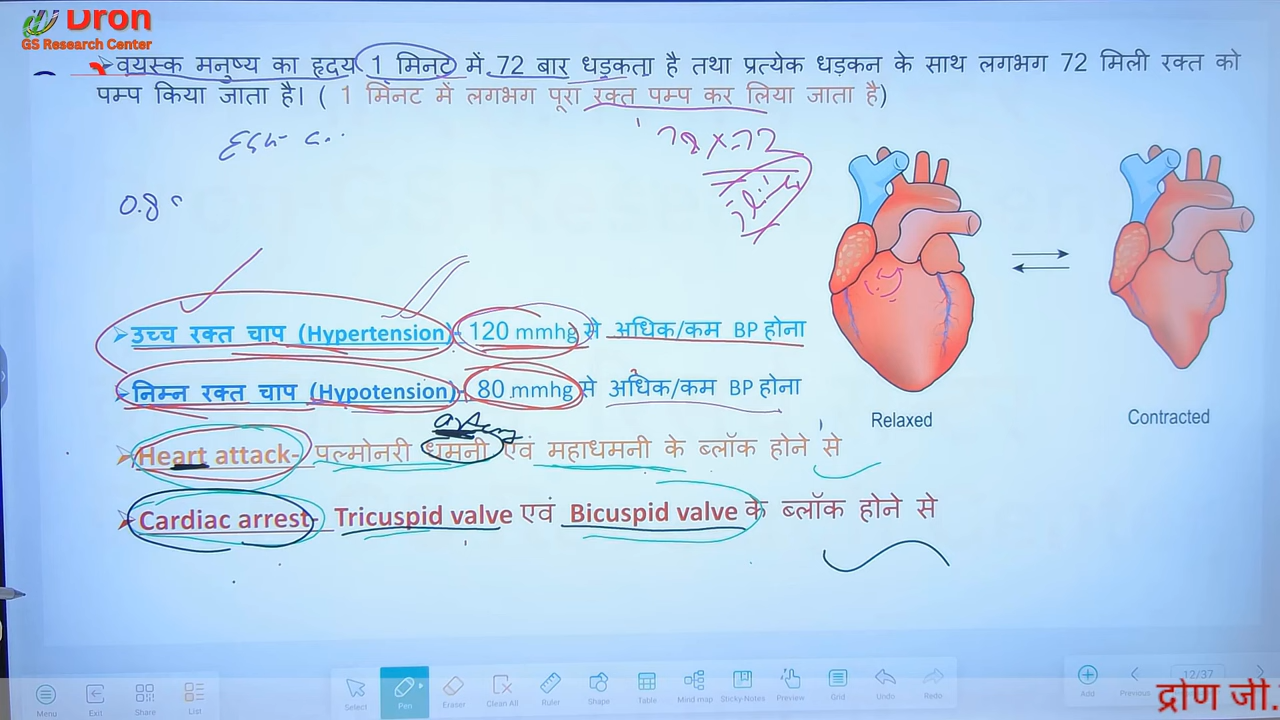 Dron
GS Research Center
➢वयस्क मनुष्य का हृदय 1 मिनट में 72 बार धड़कता है तथा प्रत्येक धड़कन के साथ लगभग 72 मिली रक्त को
पम्प किया जाता है। ( 1 मिनट में लगभग पूरा रक्त पम्प कर लिया जाता है)
72
0.8
➢उच्च रक्त चाप (Hypertension)- 120 mmhg से अधिक/कम BP होना
➢निम्न रक्त चाप (Hypotension)- 80 mmhg से अधिक/कम BP होना
➢Heart attack- पल्मोनरी धमनी एवं महाधमनी के ब्लॉक होने से
➢Cardiac arrest- Tricuspid valve एवं Bicuspid valve के ब्लॉक होने से
Relaxed
Contracted
Menu
Exit
Share
List
Select
Pen
Eraser
Clean All
Ruler
Shape
Table
Mind map
Sticky-Notes
Preview
Grid
Undo
Redo
Add
Previous
12/37
द्रोण जी.